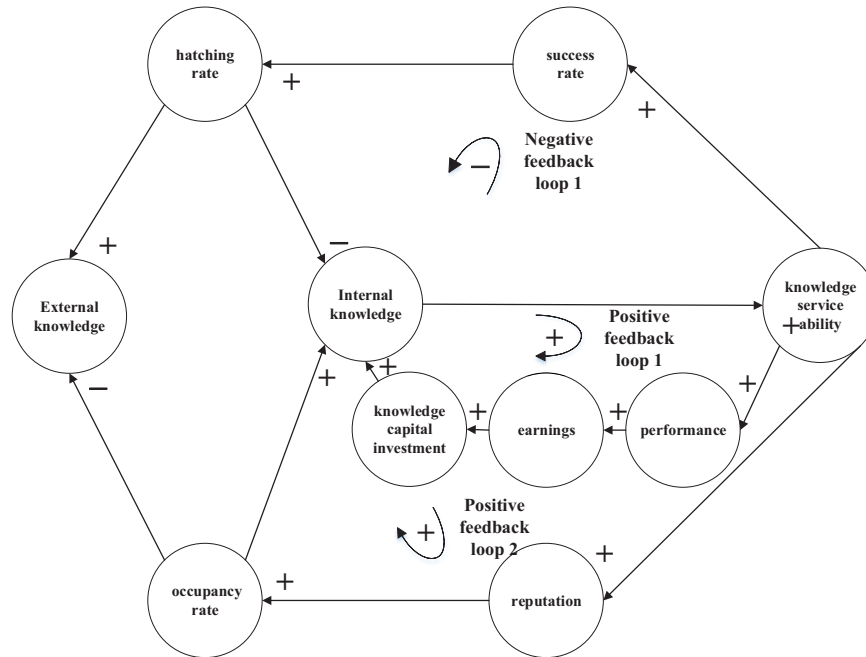 hatching
rate
success
rate
+
+
Negative
feedback
loop 1
−
+
−
External
knowledge
Internal
knowledge
knowledge
service
ability
+
Positive
feedback
loop 1
+
−
+
+
+
+
+
knowledge
capital
investment
earnings
performance
Positive
feedback
loop 2
+
+
+
occupancy
rate
reputation